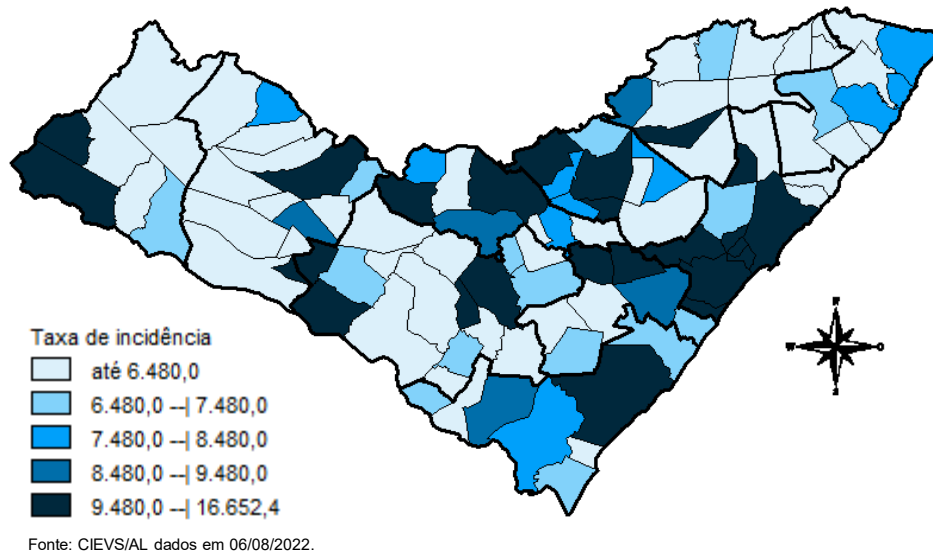 Taxa de incidência
até 6.480,0
6.480,0 --| 7.480,0
7.480,0 --| 8.480,0
8.480,0 --| 9.480,0
9.480,0 --| 16.652,4
Fonte: CIEVS/AL dados em 06/08/2022.